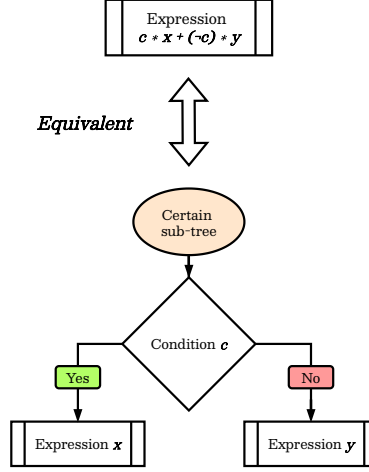 Expression
c * x + (¬c) * y
Equivalent
Certain
sub-tree
Condition c
Yes
No
Expression x
Expression y